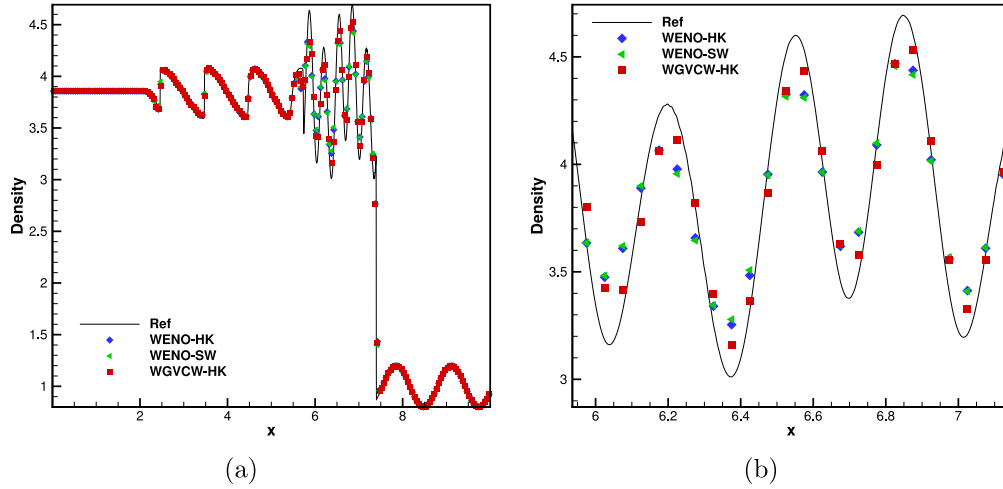 4.5
4
3.5
3
2.5
2
1.5
1
Density
Ref
WENO-HK
WENO-SW
WGVCW-HK
2
4
6
8
x
(a)
4.5
4
3.5
3
Density
Ref
WENO-HK
WENO-SW
WGVCW-HK
6
6.2
6.4
6.6
6.8
7
x
(b)